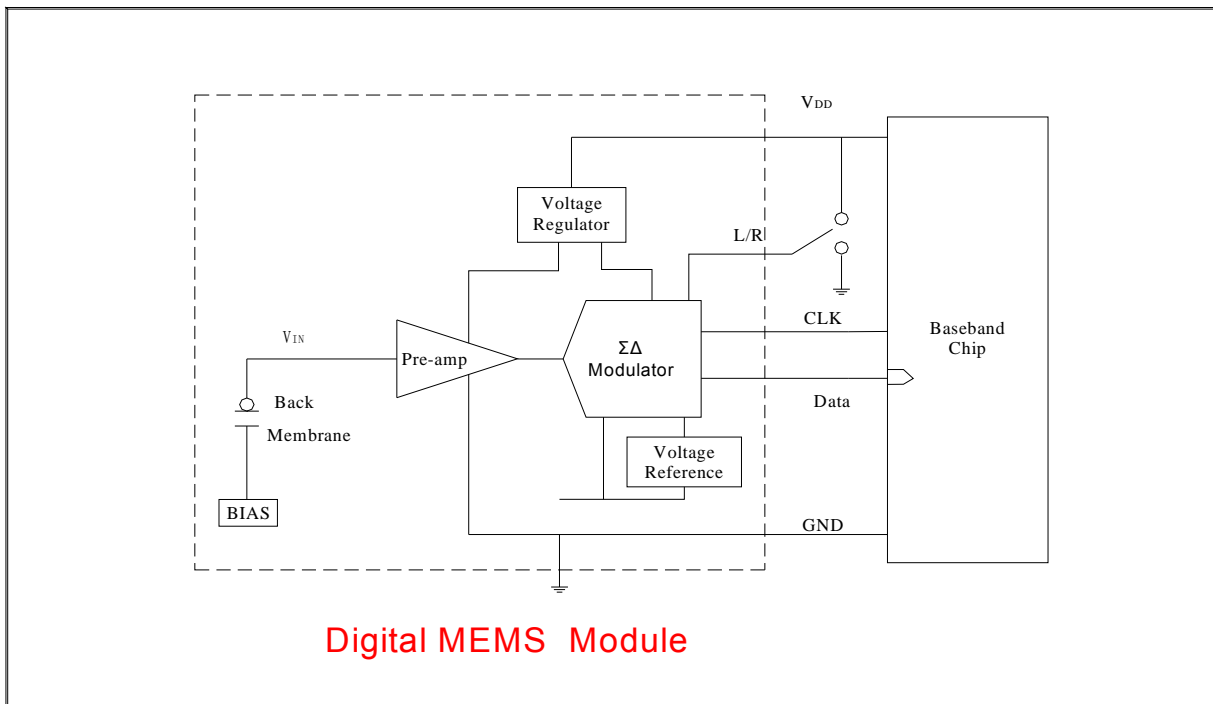 VDD
Voltage
Regulator
L/R
CLK
VIN
Pre-amp
ΣΔ
Modulator
Baseband
Chip
Data
Back
Membrane
Voltage
Reference
BIAS
GND
Digital MEMS Module